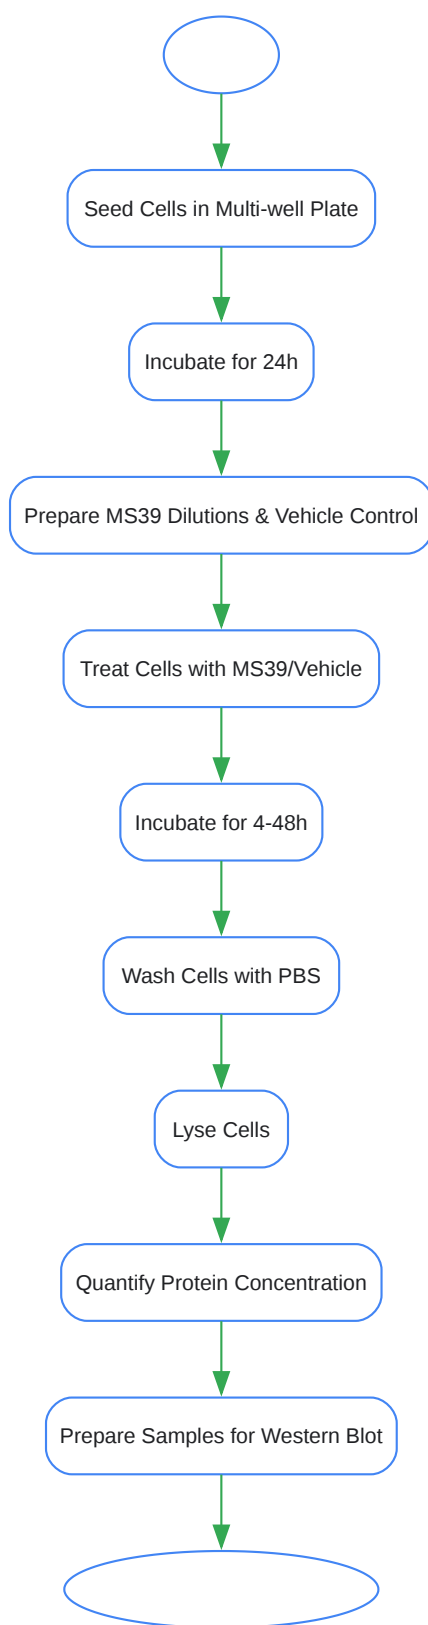 Seed Cells in Multi-well Plate
Incubate for 24h
Prepare MS39 Dilutions & Vehicle Control
Treat Cells with MS39/Vehicle
Incubate for 4-48h
Wash Cells with PBS
Lyse Cells
Quantify Protein Concentration
Prepare Samples for Western Blot